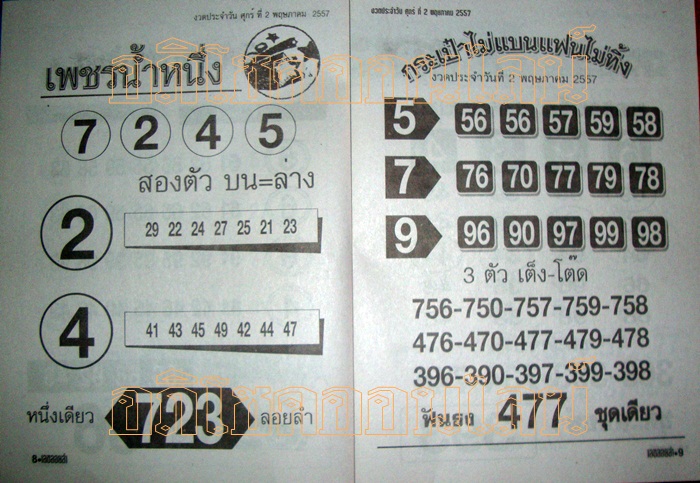 งวดประจำวัน ศุกร์ ที่ 2 พฤษภาคม 2557
เพชรน้ำหนึ่ง
7 2 4 5
สองตัว บน=ล่าง
2
29 22 24 27 25 21 23
4
41 43 45 49 42 44 47
หนึ่งเดียว 723 ลอยลำ
8-
งวดประจำวัน ศุกร์ ที่ 2 พฤษภาคม 2557
กระเป๋าไม่แบนแฟนไม่ทิ้ง
งวดประจำวันที่ 2 พฤษภาคม 2557
5 56 56 57 59 58
7 76 70 77 79 78
9 96 90 97 99 98
3 ตัว เต็ง-โต๊ด
756-750-757-759-758
476-470-477-479-478
396-390-397-399-398
ฟันธง 477 ชุดเดียว
-9